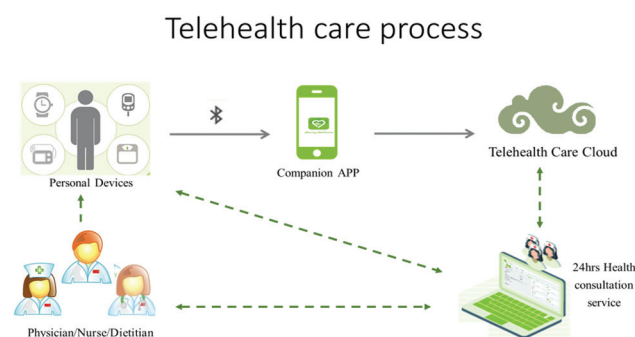 Telehealth care process
Personal Devices
Companion APP
Telehealth Care Cloud
24hrs Health
consultation
service
Physician/Nurse/Dietitian